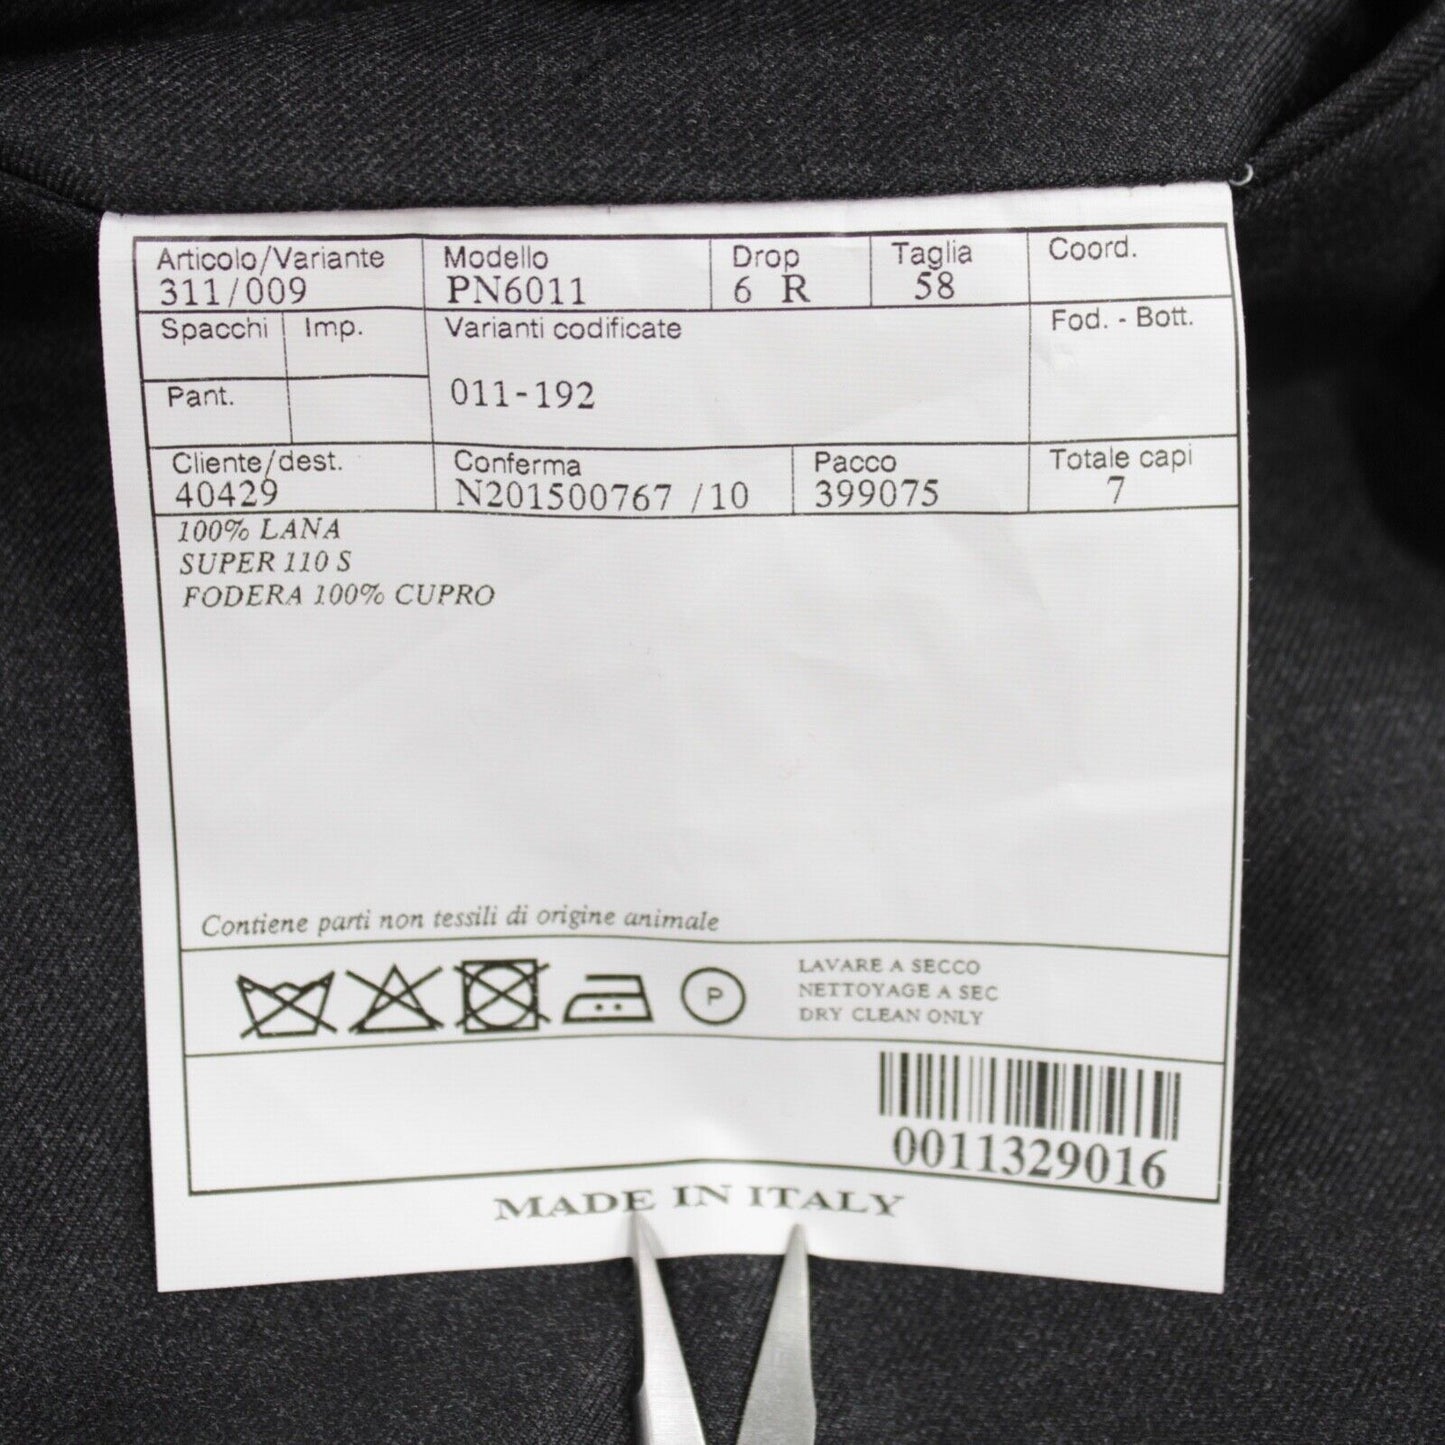 Articolo/Variante Modello Drop Taglia Coord.
311/009 PN6011 6 R 58
Spacchi Imp. Varianti codificate Fod. - Bott.
Pant. 011-192
Cliente/dest. Conferma Pacco Totale capi
40429 N201500767 /10 399075 7
100% LANA
SUPER 110 S
FODERA 100% CUPRO
Contiene parti non tessili di origine animale
P
LAVARE A SECCO
NETTOYAGE A SEC
DRY CLEAN ONLY
0011329016
MADE IN ITALY